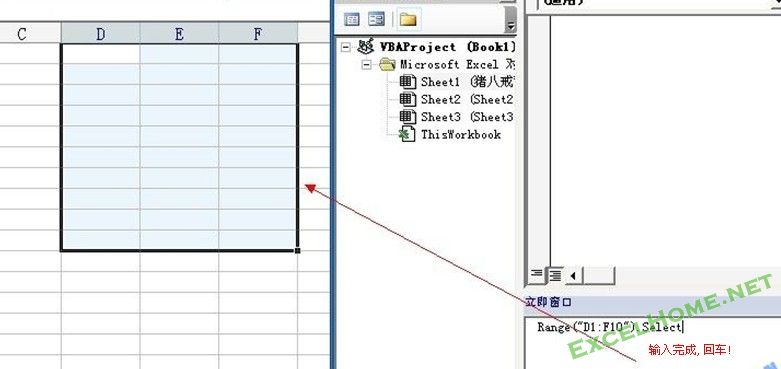 C D E F
VBAProject (Book1)
Microsoft Excel 对
Sheet1 (猪八戒
Sheet2 (Sheet2
Sheet3 (Sheet3
ThisWorkbook
立即窗口
Range("D1:F10").Select
输入完成,回车!
EXCELHOME.NET